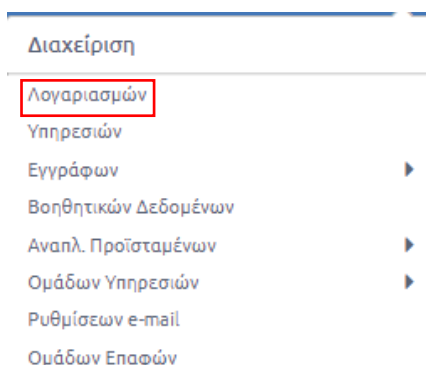 Διαχείριση
Λογαριασμών
Υπηρεσιών
Εγγράφων
Βοηθητικών Δεδομένων
Αναπλ. Προϊσταμένων
Ομάδων Υπηρεσιών
Ρυθμίσεων e-mail
Ομάδων Επαφών